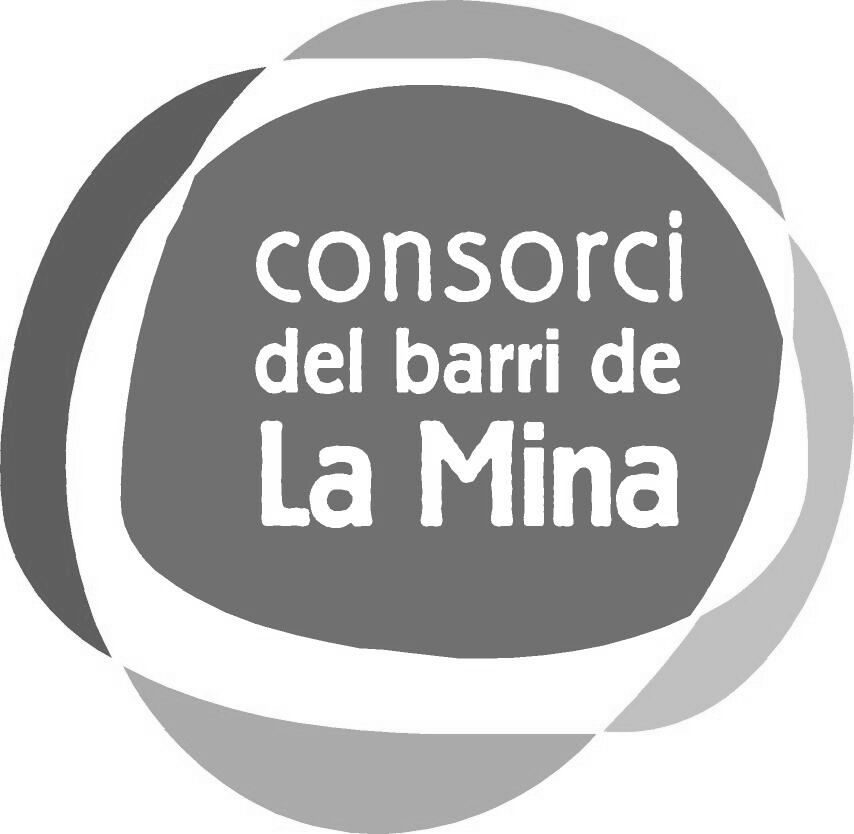 consorci
del barri de
La Mina